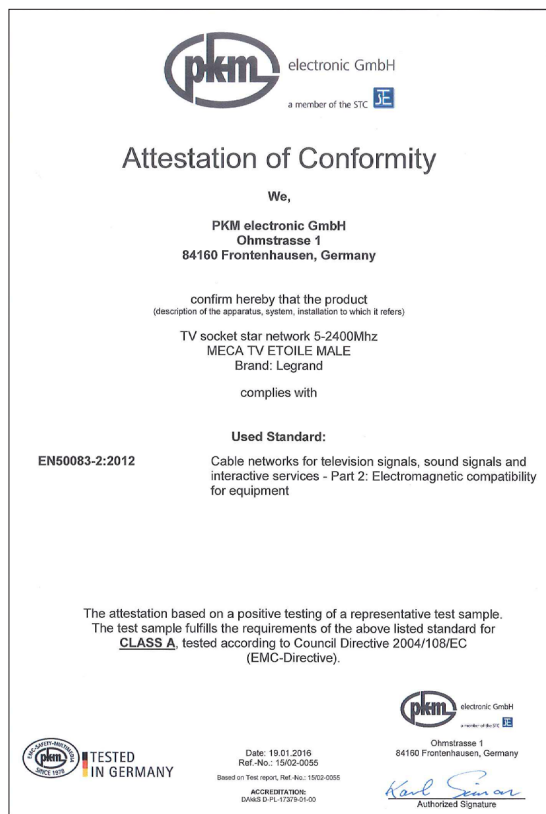 pkm electronic GmbH
a member of the STC
Attestation of Conformity
We,
PKM electronic GmbH
Ohmstrasse 1
84160 Frontenhausen, Germany
confirm hereby that the product
(description of the apparatus, system, installation to which it refers)
TV socket star network 5-2400Mhz
MECA TV ETOILE MALE
Brand: Legrand
complies with
Used Standard:
EN50083-2:2012 Cable networks for television signals, sound signals and
interactive services - Part 2: Electromagnetic compatibility
for equipment
The attestation based on a positive testing of a representative test sample.
The test sample fulfills the requirements of the above listed standard for
CLASS A, tested according to Council Directive 2004/108/EC
(EMC-Directive).
pkm electronic GmbH
a member of the STC
Ohmstrasse 1
84160 Frontenhausen, Germany
EMC-SAFETY-MULTIMEDIA
pkm
SINCE 1978
TESTED
IN GERMANY
Date: 19.01.2016
Ref.-No.: 15/02-0055
Based on Test report, Ref.-No.: 15/02-0055
ACCREDITATION:
DAkkS D-PL-17379-01-00
Authorized Signature